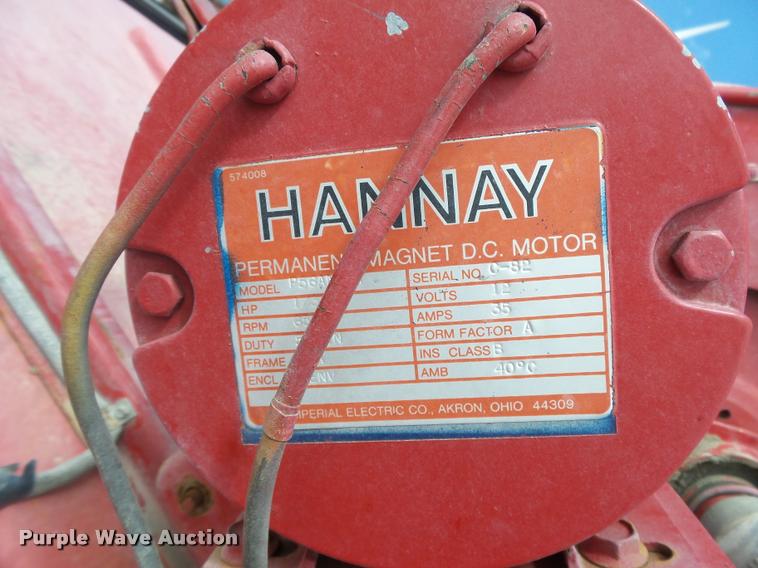 574008
HANNAY
PERMANENT MAGNET D.C. MOTOR
MODEL SERIAL NO. C-82
HP VOLTS 12
RPM AMPS 35
DUTY FORM FACTOR A
FRAME INS CLASS B
ENCL AMB 40°C
IMPERIAL ELECTRIC CO., AKRON, OHIO 44309
Purple Wave Auction